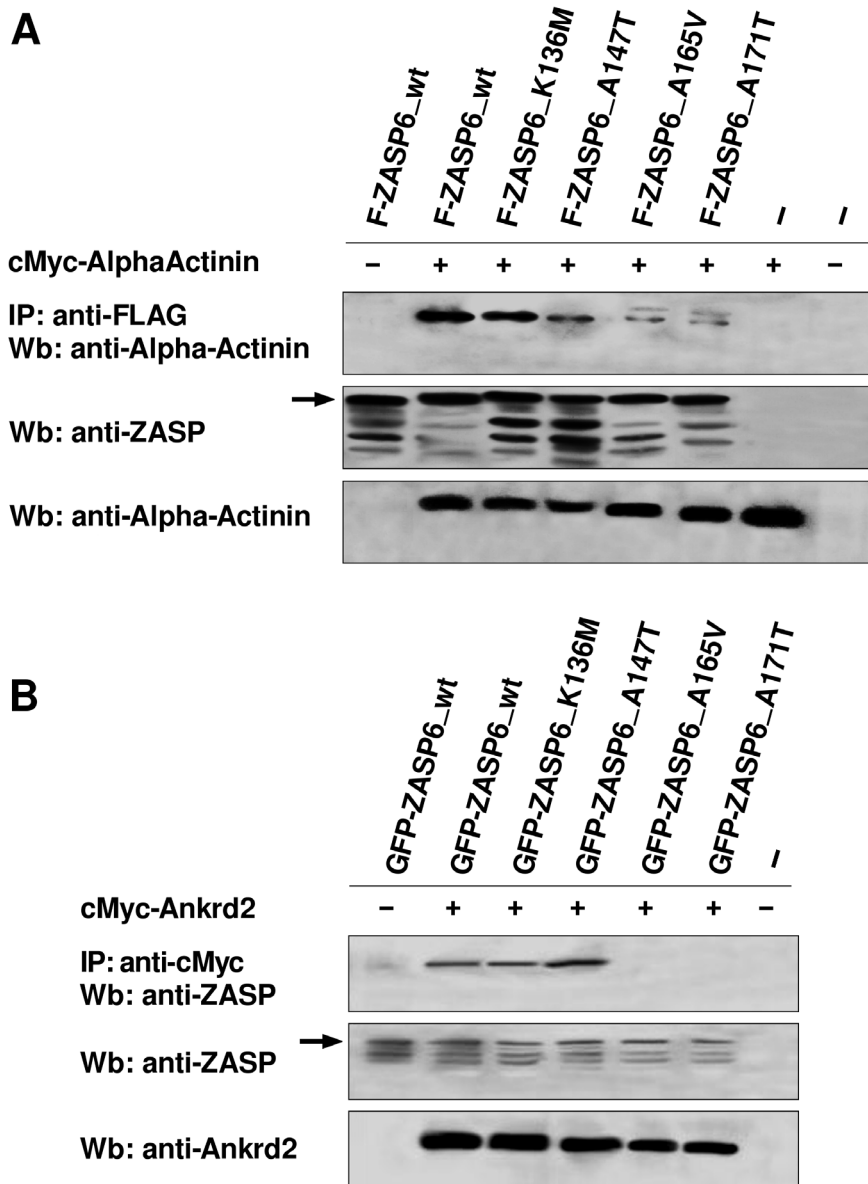 A
F-ZASP6_wt F-ZASP6_wt F-ZASP6_K136M F-ZASP6_A147T F-ZASP6_A165V F-ZASP6_A171T – –
cMyc-AlphaActinin – + + + + + + –
IP: anti-FLAG
Wb: anti-Alpha-Actinin
Wb: anti-ZASP
Wb: anti-Alpha-Actinin
B
GFP-ZASP6_wt GFP-ZASP6_wt GFP-ZASP6_K136M GFP-ZASP6_A147T GFP-ZASP6_A165V GFP-ZASP6_A171T –
cMyc-Ankrd2 – + + + + + –
IP: anti-cMyc
Wb: anti-ZASP
Wb: anti-ZASP
Wb: anti-Ankrd2